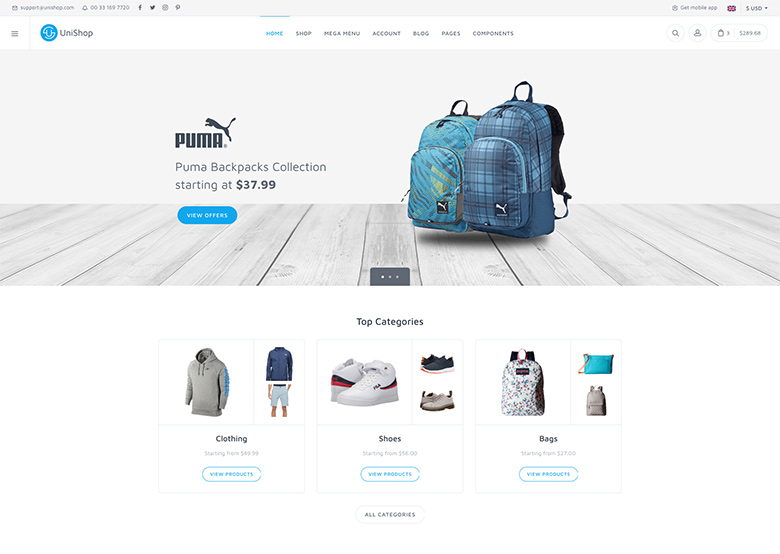 support@unishop.com 00 33 159 7720 Get mobile app $ USD
UniShop HOME SHOP MEGA MENU ACCOUNT BLOG PAGES COMPONENTS 3 $289.68
PUMA®
Puma Backpacks Collection
starting at $37.99
VIEW OFFERS
Top Categories
Clothing Shoes Bags
Starting from $49.99 Starting from $56.00 Starting from $27.00
VIEW PRODUCTS VIEW PRODUCTS VIEW PRODUCTS
ALL CATEGORIES